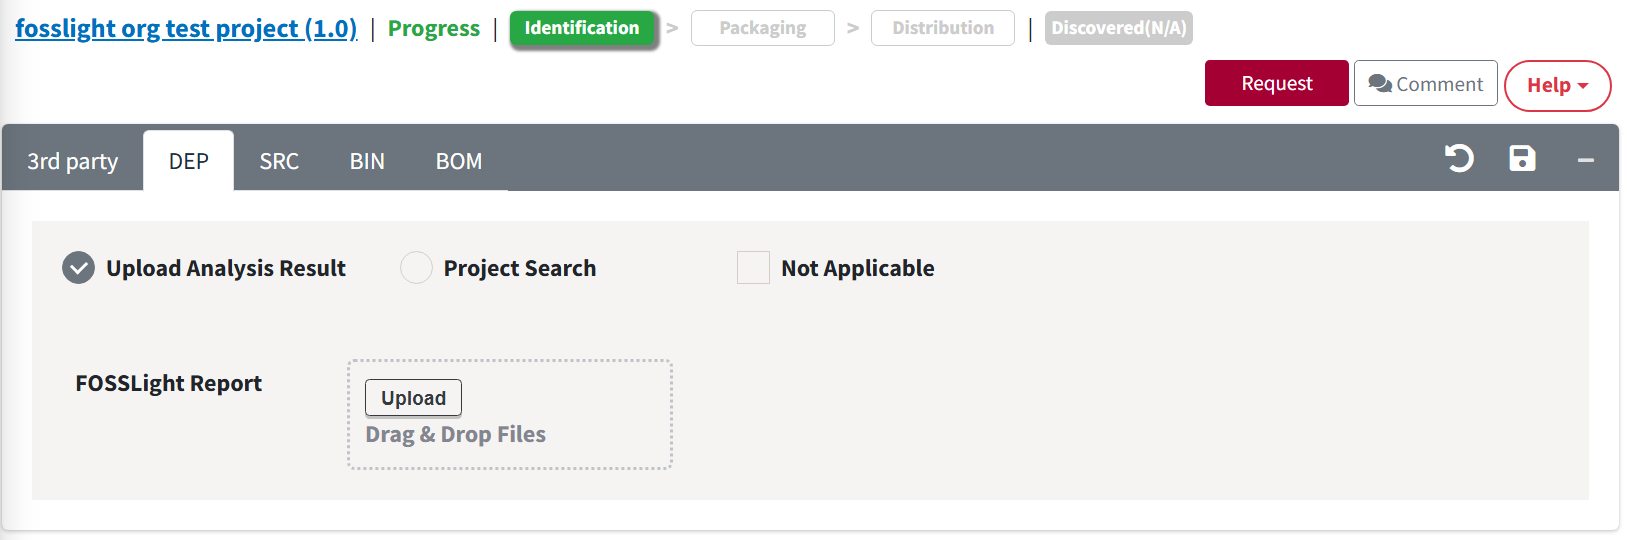 fosslight org test project (1.0) | Progress | Identification > Packaging > Distribution | Discovered(N/A)
Request Comment Help
3rd party DEP SRC BIN BOM
Upload Analysis Result Project Search Not Applicable
FOSSLight Report Upload
Drag & Drop Files